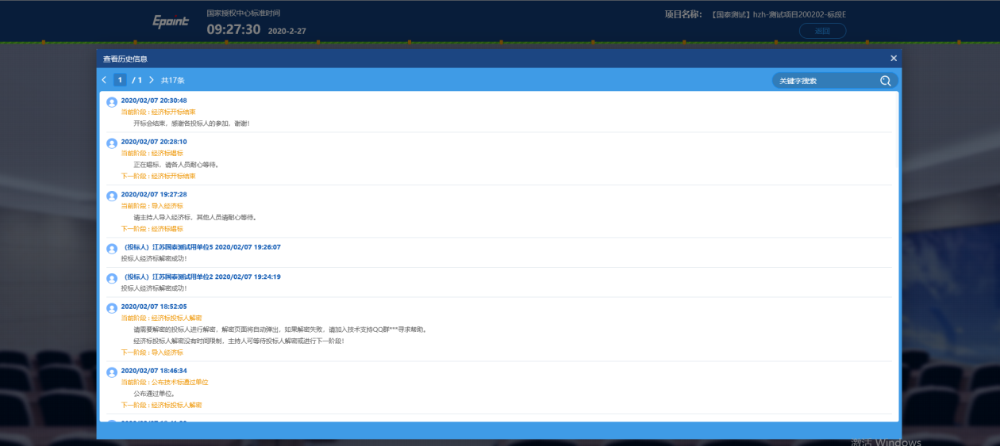 Epoint
国家授权中心标准时间
09:27:30 2020-2-27
项目名称: 【国泰测试】hzh-测试项目200202-标段E
返回
查看历史信息
1 / 1 共17条
关键字搜索
2020/02/07 20:30:48
当前阶段 : 经济标开标结束
开标会结束，感谢各投标人的参加，谢谢!
2020/02/07 20:28:10
当前阶段 : 经济标唱标
正在唱标，请各人员耐心等待。
下一阶段 : 经济标开标结束
2020/02/07 19:27:28
当前阶段 : 导入经济标
请主持人导入经济标，其他人员请耐心等待。
下一阶段 : 经济标唱标
（投标人）江苏国泰测试用单位5 2020/02/07 19:26:07
投标人经济标解密成功!
（投标人）江苏国泰测试用单位2 2020/02/07 19:24:19
投标人经济标解密成功!
2020/02/07 18:52:05
当前阶段 : 经济标投标人解密
请需要解密的投标人进行解密，解密页面将自动弹出，如果解密失败，请加入技术支持QQ群***寻求帮助。
经济标投标人解密没有时间限制，主持人可等待投标人解密或进行下一阶段!
下一阶段 : 导入经济标
2020/02/07 18:46:34
当前阶段 : 公布技术标通过单位
公布通过单位。
下一阶段 : 经济标投标人解密
激活 Windows